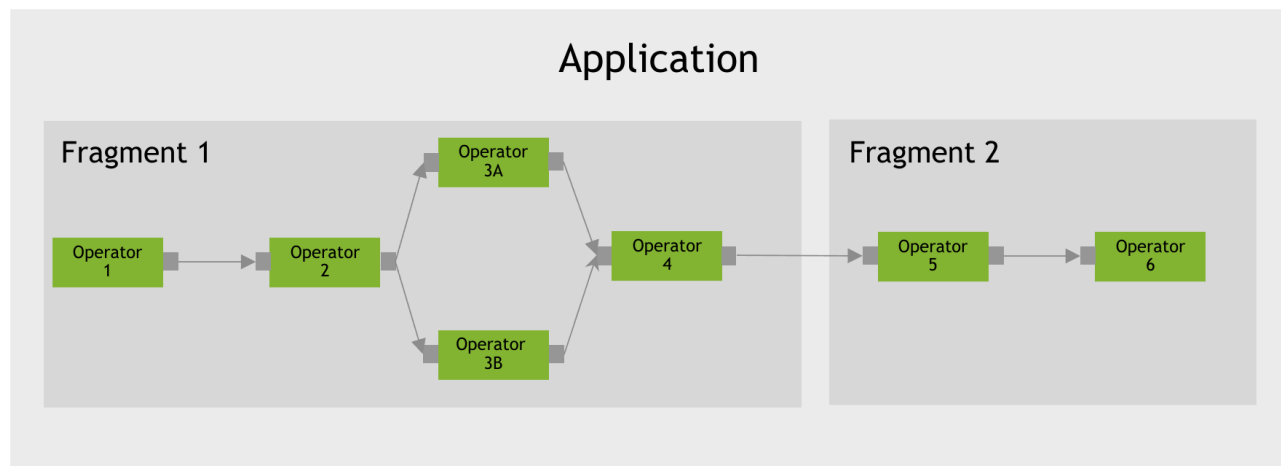 Application
Fragment 1
Operator
1
Operator
2
Operator
3A
Operator
3B
Operator
4
Fragment 2
Operator
5
Operator
6